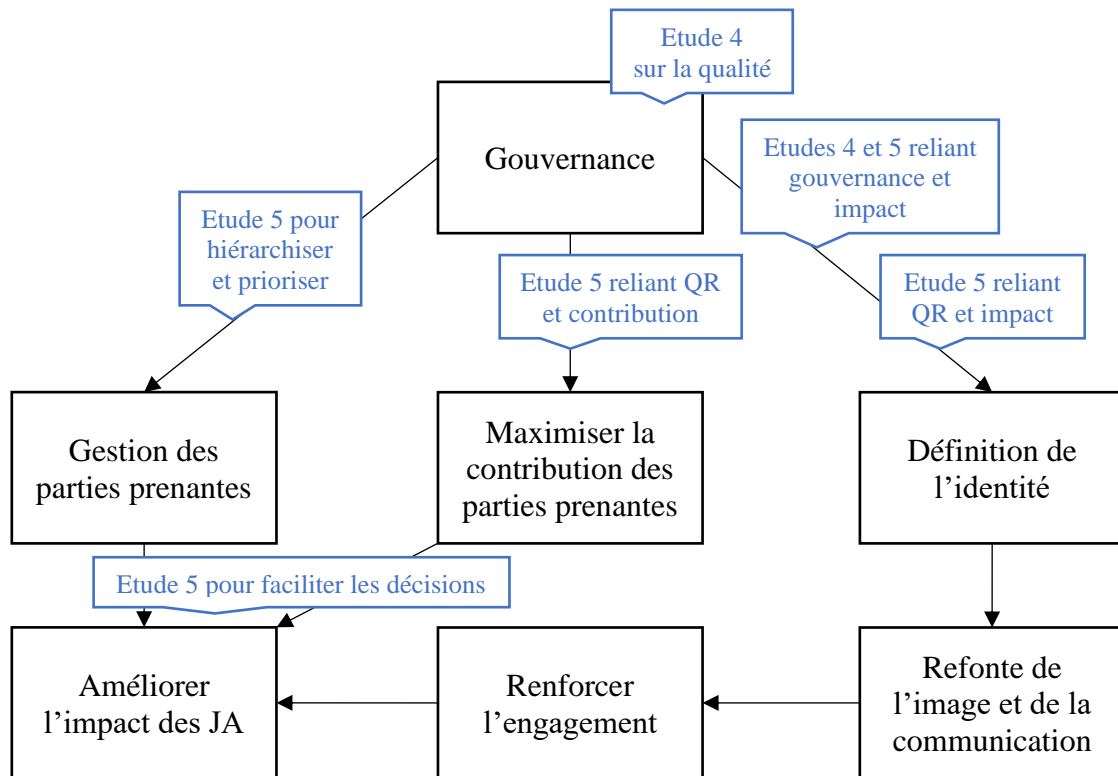 Etude 4
sur la qualité
Gouvernance
Etudes 4 et 5 reliant
gouvernance et
impact
Etude 5 pour
hiérarchiser
et prioriser
Etude 5 reliant QR
et contribution
Etude 5 reliant
QR et impact
Gestion des
parties prenantes
Maximiser la
contribution des
parties prenantes
Définition de
l’identité
Etude 5 pour faciliter les décisions
Améliorer
l’impact des JA
Renforcer
l’engagement
Refonte de
l’image et de la
communication